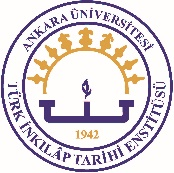 ANKARA ÜNİVERSİTESİ
TÜRK İNKILÂP TARİHİ ENSTİTÜSÜ
1942